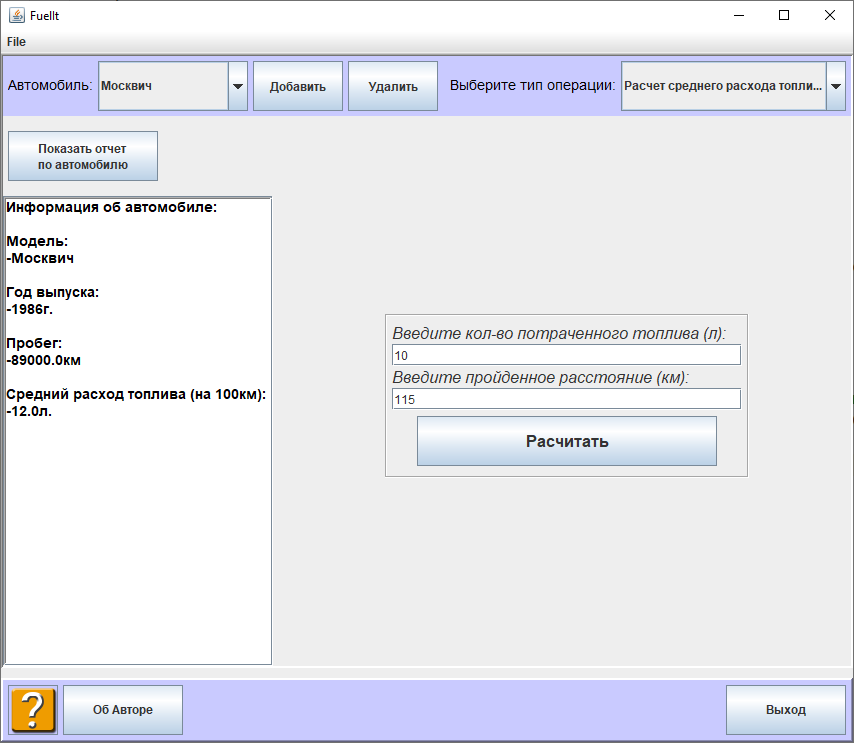 FuelIt
File
Автомобиль:
Москвич
Добавить
Удалить
Выберите тип операции:
Расчет среднего расхода топли...
Показать отчет
по автомобилю
Информация об автомобиле:
Модель:
-Москвич
Год выпуска:
-1986г.
Пробег:
-89000.0км
Средний расход топлива (на 100км):
-12.0л.
Введите кол-во потраченного топлива (л):
10
Введите пройденное расстояние (км):
115
Расчитать
?
Об Авторе
Выход